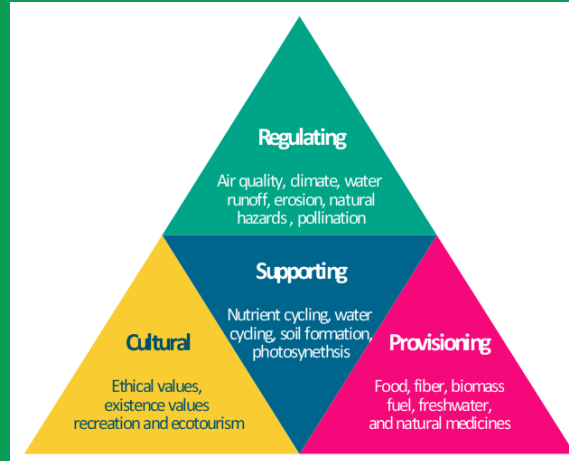 Regulating
Air quality, climate, water
runoff, erosion, natural
hazards , pollination
Supporting
Nutrient cycling, water
cycling, soil formation,
photosynethsis
Cultural
Ethical values,
existence values
recreation and ecotourism
Provisioning
Food, fiber, biomass
fuel, freshwater,
and natural medicines